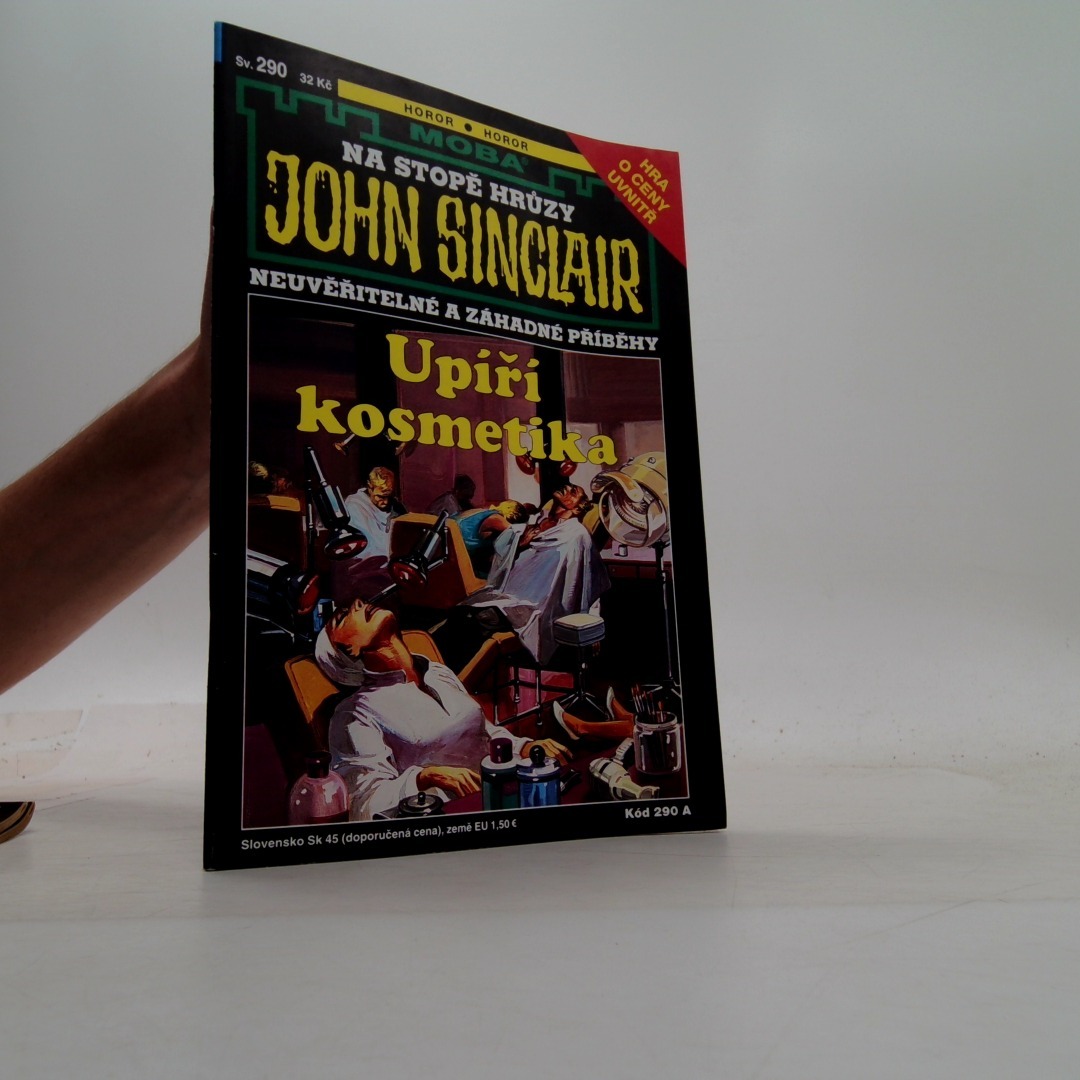 Sv. 290 32 Kč
HOROR • HOROR
MOBA®
HRA
O CENY
UVNITŘ
NA STOPĚ HRŮZY
JOHN SINCLAIR
NEUVĚŘITELNÉ A ZÁHADNÉ PŘÍBĚHY
Upíří
kosmetika
Kód 290 A
Slovensko Sk 45 (doporučená cena), země EU 1,50 €